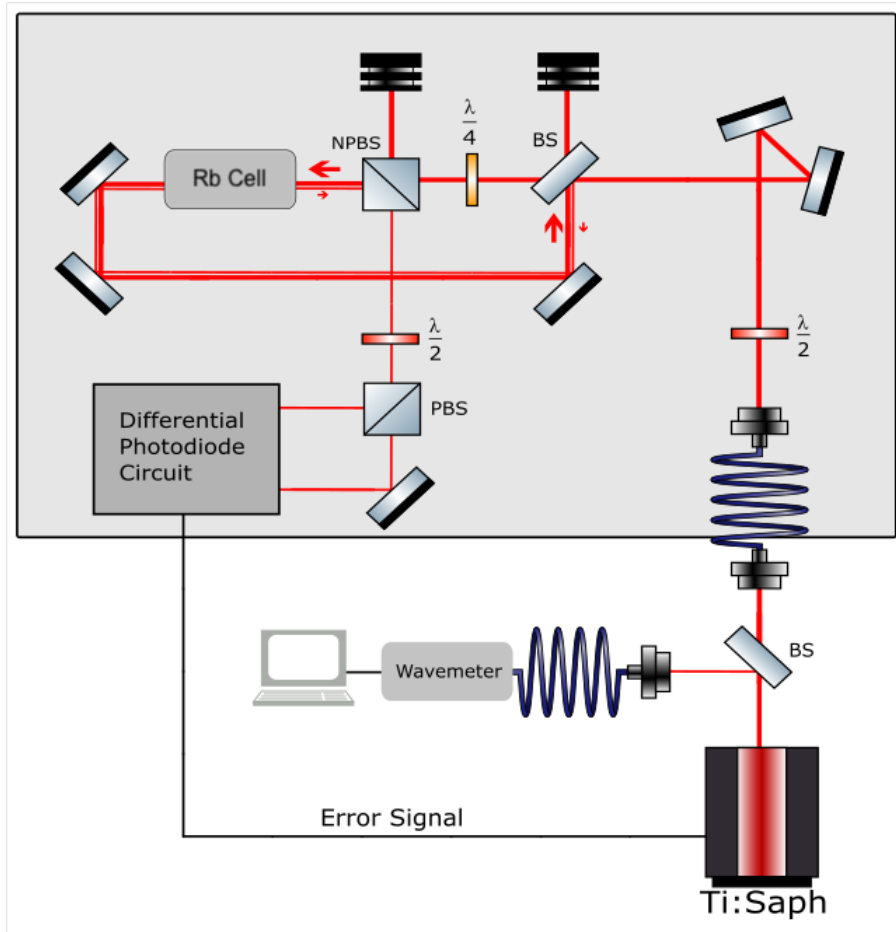 NPBS
λ
4
BS
Rb Cell
λ
2
λ
2
PBS
Differential
Photodiode
Circuit
BS
Wavemeter
Error Signal
Ti:Saph